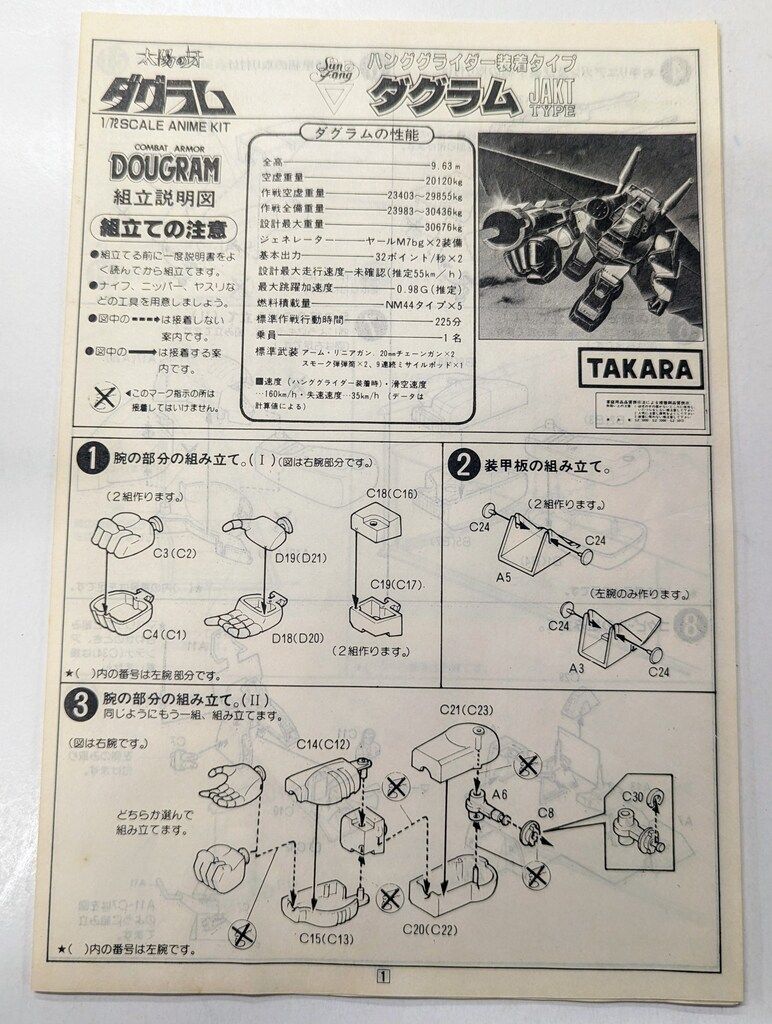 太陽の牙
ダグラム
1/72 SCALE ANIME KIT
COMBAT ARMOR
DOUGRAM
組立説明図
組立ての注意
●組立てる前に一度説明書をよ
く読んでから組立てます。
●ナイフ、ニッパー、ヤスリな
どの工具を用意しましょう。
●図中の は接着しない
案内です。
●図中の は接着する案
内です。
◀このマーク指示の所は
接着してはいけません。
Sun Fang
ハンググライダー装着タイプ
ダグラム
JAKT
TYPE
ダグラムの性能
全高 9.63m
空虚重量 20120kg
作戦空虚重量 23403〜29855kg
作戦全備重量 23983〜30436kg
設計最大重量 30676kg
ジェネレーター ヤールM7bg×2装備
基本出力 32ポイント/秒×2
設計最大走行速度 未確認(推定55km/h)
最大跳躍加速度 0.98G(推定)
燃料積載量 NM44タイプ×5
標準作戦行動時間 225分
乗員 1名
標準武装 アーム・リニアガン、20mmチェーンガン×2
スモーク弾弾筒×2、9連続ミサイルポッド×1
■速度(ハンググライダー装着時)・滑空速度
…160km/h・失速速度…35km/h(データは
計算値による)
TAKARA
1 腕の部分の組み立て。(I)(図は右腕部分です。)
(2組作ります。)
C3(C2)
C4(C1)
D19(D21)
D18(D20)
C18(C16)
C19(C17)
(2組作ります。)
★( )内の番号は左腕部分です。
2 装甲板の組み立て。
(2組作ります。)
C24
C24
A5
(左腕のみ作ります。)
C24
A3
C24
3 腕の部分の組み立て。(II)
同じようにもう一組、組み立てます。
(図は右腕です。)
どちらか選んで
組み立てます。
C14(C12)
C15(C13)
C21(C23)
A6
C8
C30
C20(C22)
★( )内の番号は左腕です。
1